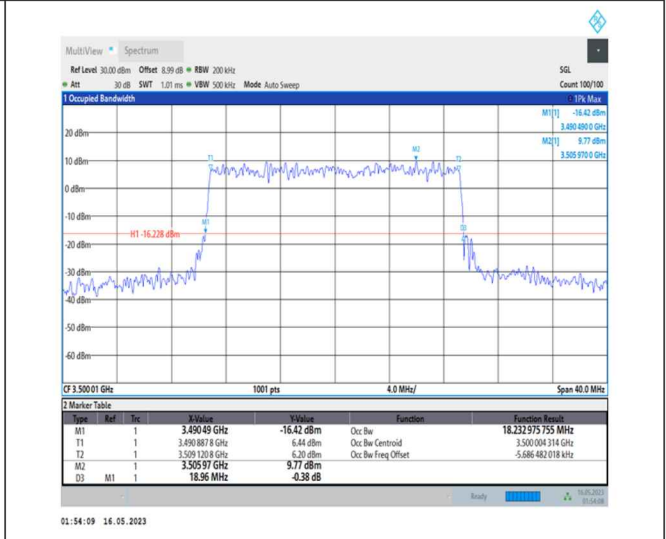 MultiView Spectrum
Ref Level 30.00 dBm Offset 8.99 dB RBW 200 kHz SGL
Att 30 dB SWT 1.01 ms VBW 500 kHz Mode Auto Sweep Count 100/100
1 Occupied Bandwidth 1Pk Max
M1[1] -16.42 dBm
3.490 490 0 GHz
20 dBm
M2[1] 9.77 dBm
3.505 970 0 GHz
M2
T1 T2
10 dBm
0 dBm
-10 dBm
M1
D3
H1 -16.228 dBm
-30 dBm
-40 dBm
-50 dBm
-60 dBm
CF 3.500 01 GHz 1001 pts 4.0 MHz/ Span 40.0 MHz
2 Marker Table
Type Ref Trc X-Value Y-Value Function Function Result
M1 1 3.490 49 GHz -16.42 dBm Occ Bw 18.232 975 755 MHz
T1 1 3.490 887 8 GHz 6.44 dBm Occ Bw Centroid 3.500 004 314 GHz
T2 1 3.509 120 8 GHz 6.20 dBm Occ Bw Freq Offset -5.686 482 018 kHz
M2 1 3.505 97 GHz 9.77 dBm
D3 M1 1 18.96 MHz -0.38 dB
Ready 16.05.2023
01:54:08
01:54:09 16.05.2023